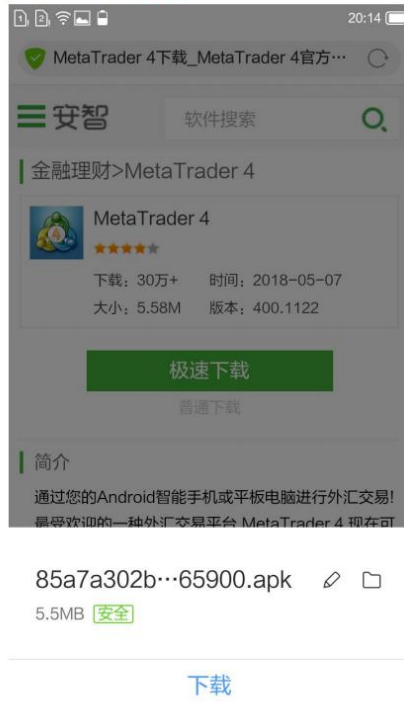 20:14
MetaTrader 4下载_MetaTrader 4官方…
安智
软件搜索
金融理财>MetaTrader 4
MetaTrader 4
下载：30万+ 时间：2018-05-07
大小：5.58M 版本：400.1122
极速下载
普通下载
简介
通过您的Android智能手机或平板电脑进行外汇交易!
最受欢迎的一种外汇交易平台 MetaTrader 4 现在可
85a7a302b…65900.apk
5.5MB 安全
下载